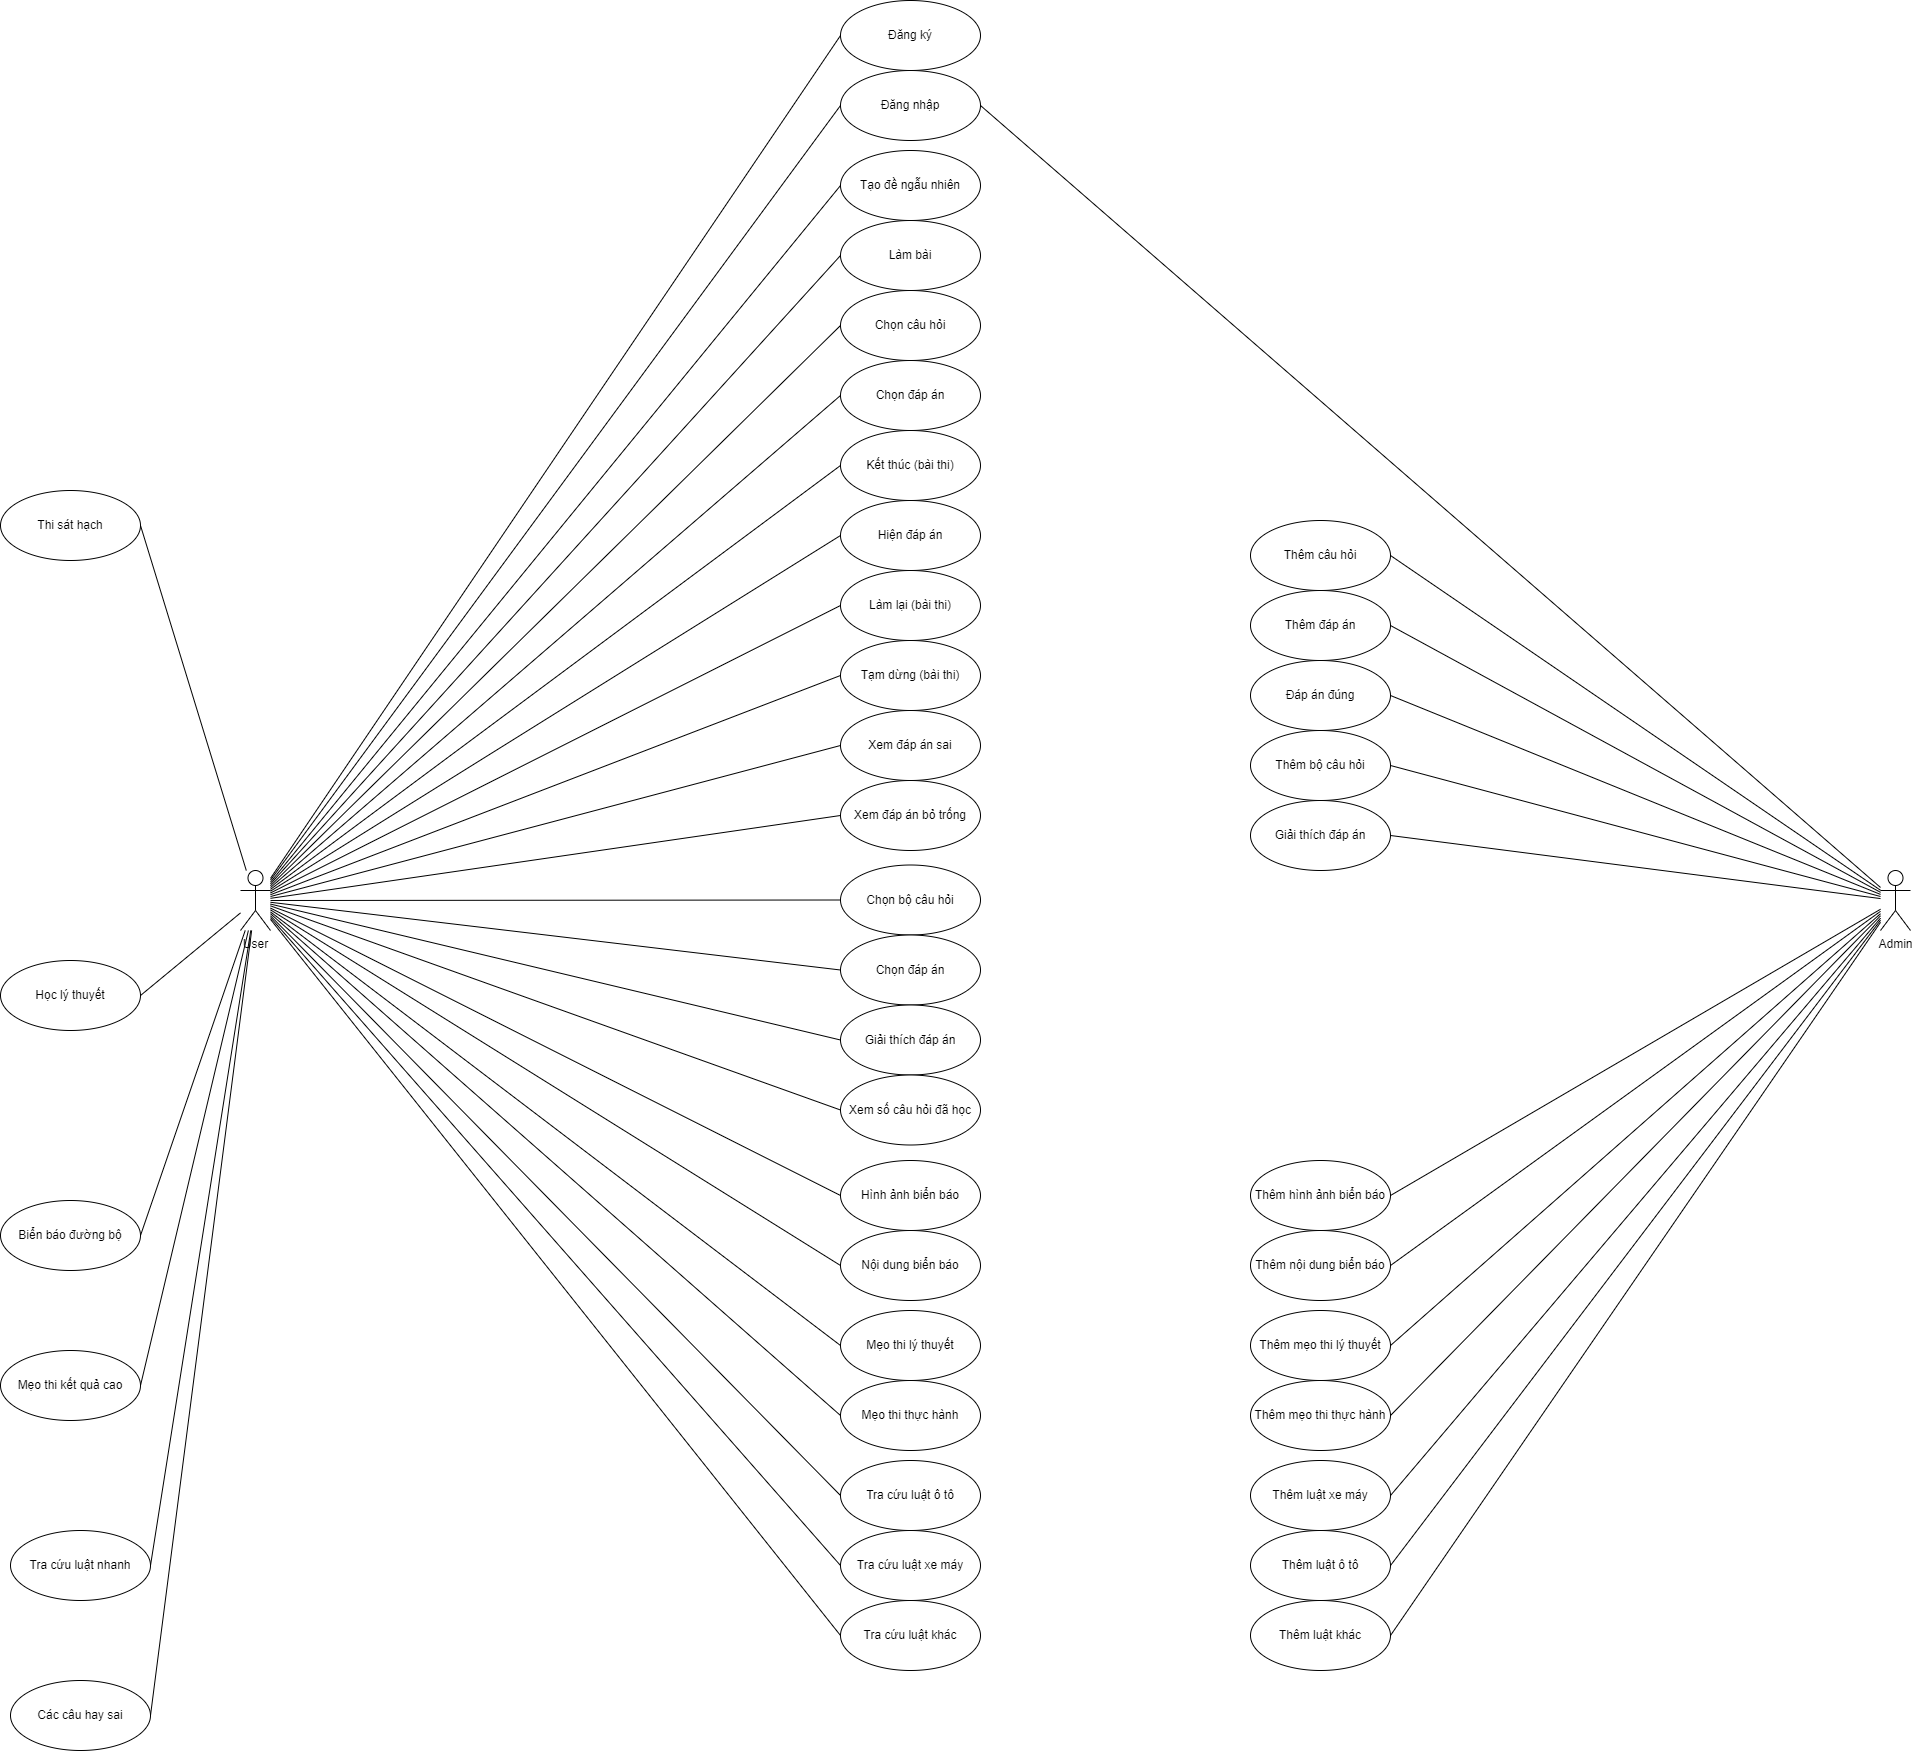 Đăng ký
Đăng nhập
Tạo đề ngẫu nhiên
Làm bài
Chọn câu hỏi
Chọn đáp án
Kết thúc (bài thi)
Thi sát hạch
Hiện đáp án
Thêm câu hỏi
Làm lại (bài thi)
Thêm đáp án
Tạm dừng (bài thi)
Đáp án đúng
Xem đáp án sai
Thêm bộ câu hỏi
Xem đáp án bỏ trống
Giải thích đáp án
Chọn bộ câu hỏi
User
Admin
Chọn đáp án
Học lý thuyết
Giải thích đáp án
Xem số câu hỏi đã học
Hình ảnh biển báo
Thêm hình ảnh biển báo
Biển báo đường bộ
Nội dung biển báo
Thêm nội dung biển báo
Mẹo thi lý thuyết
Thêm mẹo thi lý thuyết
Mẹo thi kết quả cao
Mẹo thi thực hành
Thêm mẹo thi thực hành
Tra cứu luật ô tô
Thêm luật xe máy
Tra cứu luật nhanh
Tra cứu luật xe máy
Thêm luật ô tô
Tra cứu luật khác
Thêm luật khác
Các câu hay sai